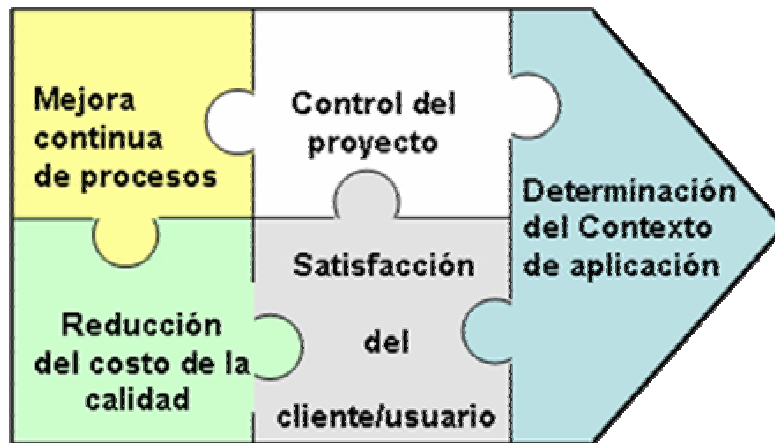 Mejora
continua
de procesos
Control del
proyecto
Determinación
del Contexto
de aplicación
Reducción
del costo de la
calidad
Satisfacción
del
cliente/usuario